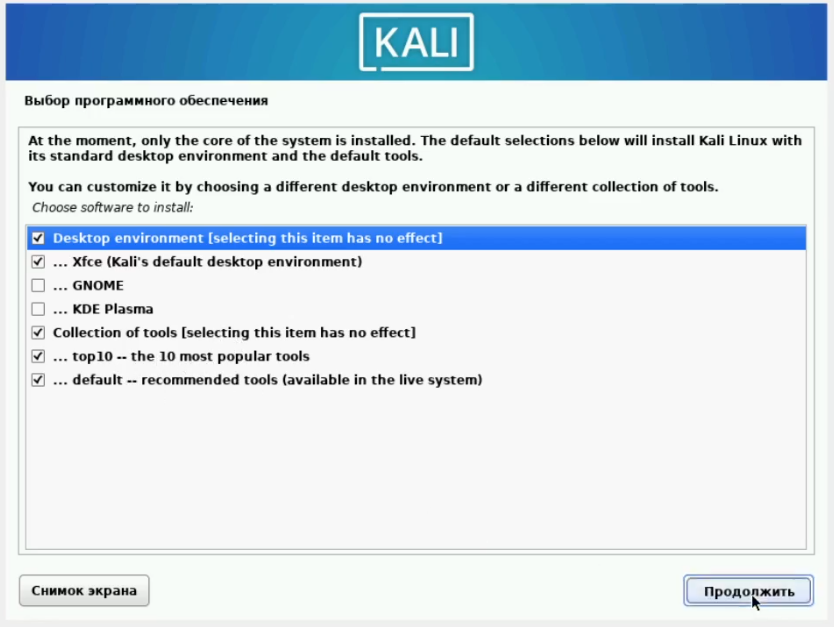 KALI
Выбор программного обеспечения
At the moment, only the core of the system is installed. The default selections below will install Kali Linux with
its standard desktop environment and the default tools.
You can customize it by choosing a different desktop environment or a different collection of tools.
Choose software to install:
Desktop environment [selecting this item has no effect]
... Xfce (Kali's default desktop environment)
... GNOME
... KDE Plasma
Collection of tools [selecting this item has no effect]
... top10 -- the 10 most popular tools
... default -- recommended tools (available in the live system)
Снимок экрана
Продолжить